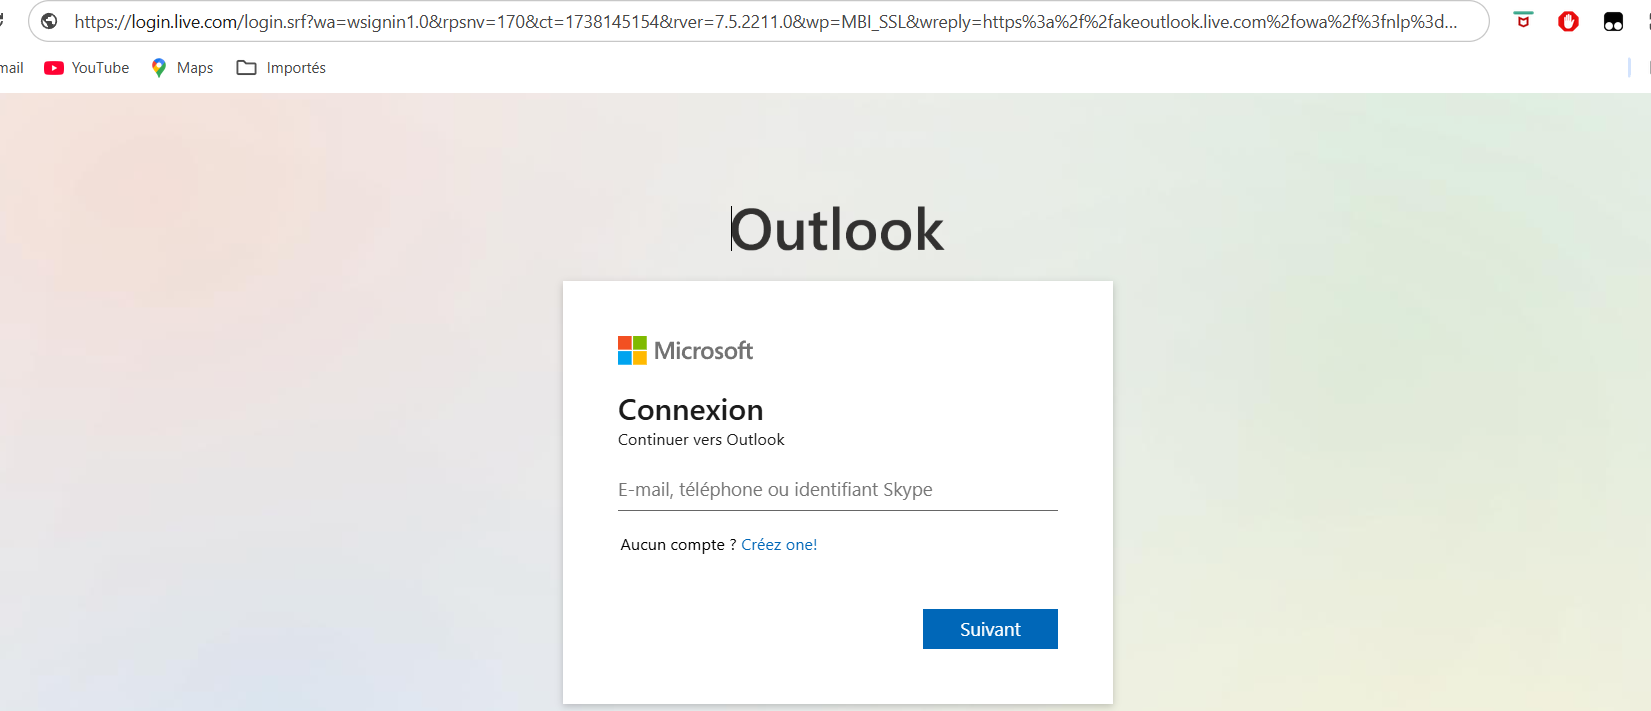 https://login.live.com/login.srf?wa=wsignin1.0&rpsnv=170&ct=1738145154&rver=7.5.2211.0&wp=MBI_SSL&wreply=https%3a%2f%2fakeoutlook.live.com%2fowa%2f%3fnlp%3d...
mail YouTube Maps Importés
Outlook
Microsoft
Connexion
Continuer vers Outlook
E-mail, téléphone ou identifiant Skype
Aucun compte ? Créez one!
Suivant